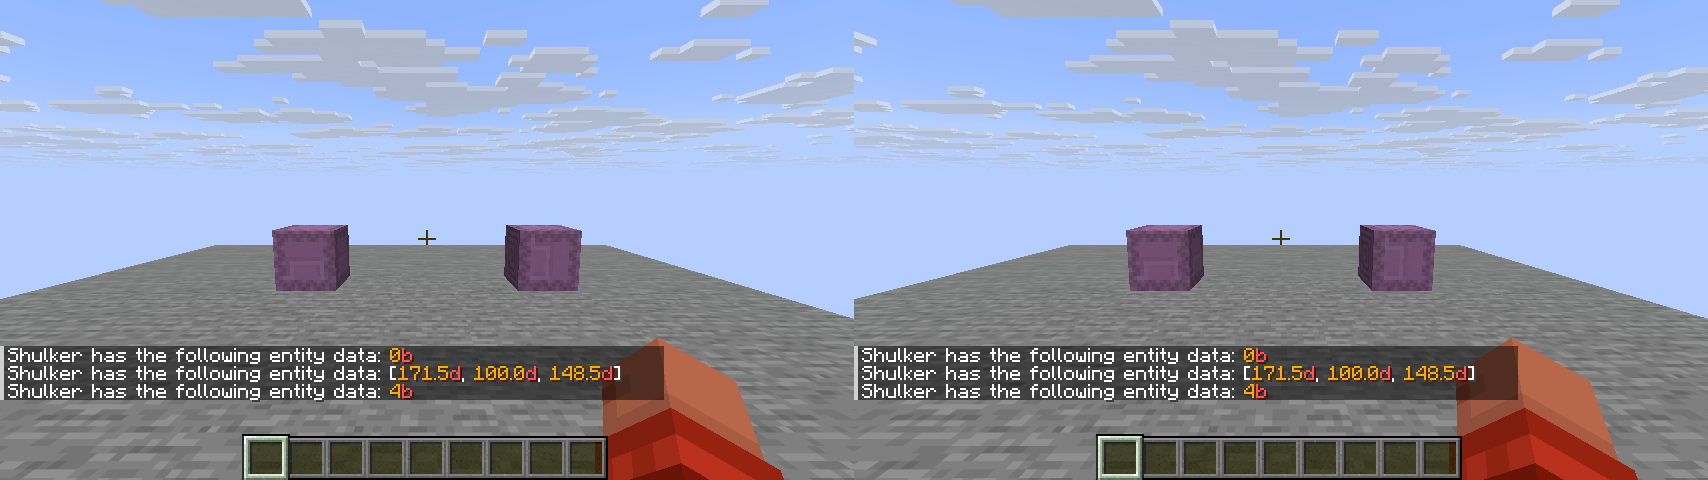 Shulker has the following entity data: 0b
Shulker has the following entity data: [171.5d, 100.0d, 148.5d]
Shulker has the following entity data: 4b
Shulker has the following entity data: 0b
Shulker has the following entity data: [171.5d, 100.0d, 148.5d]
Shulker has the following entity data: 4b